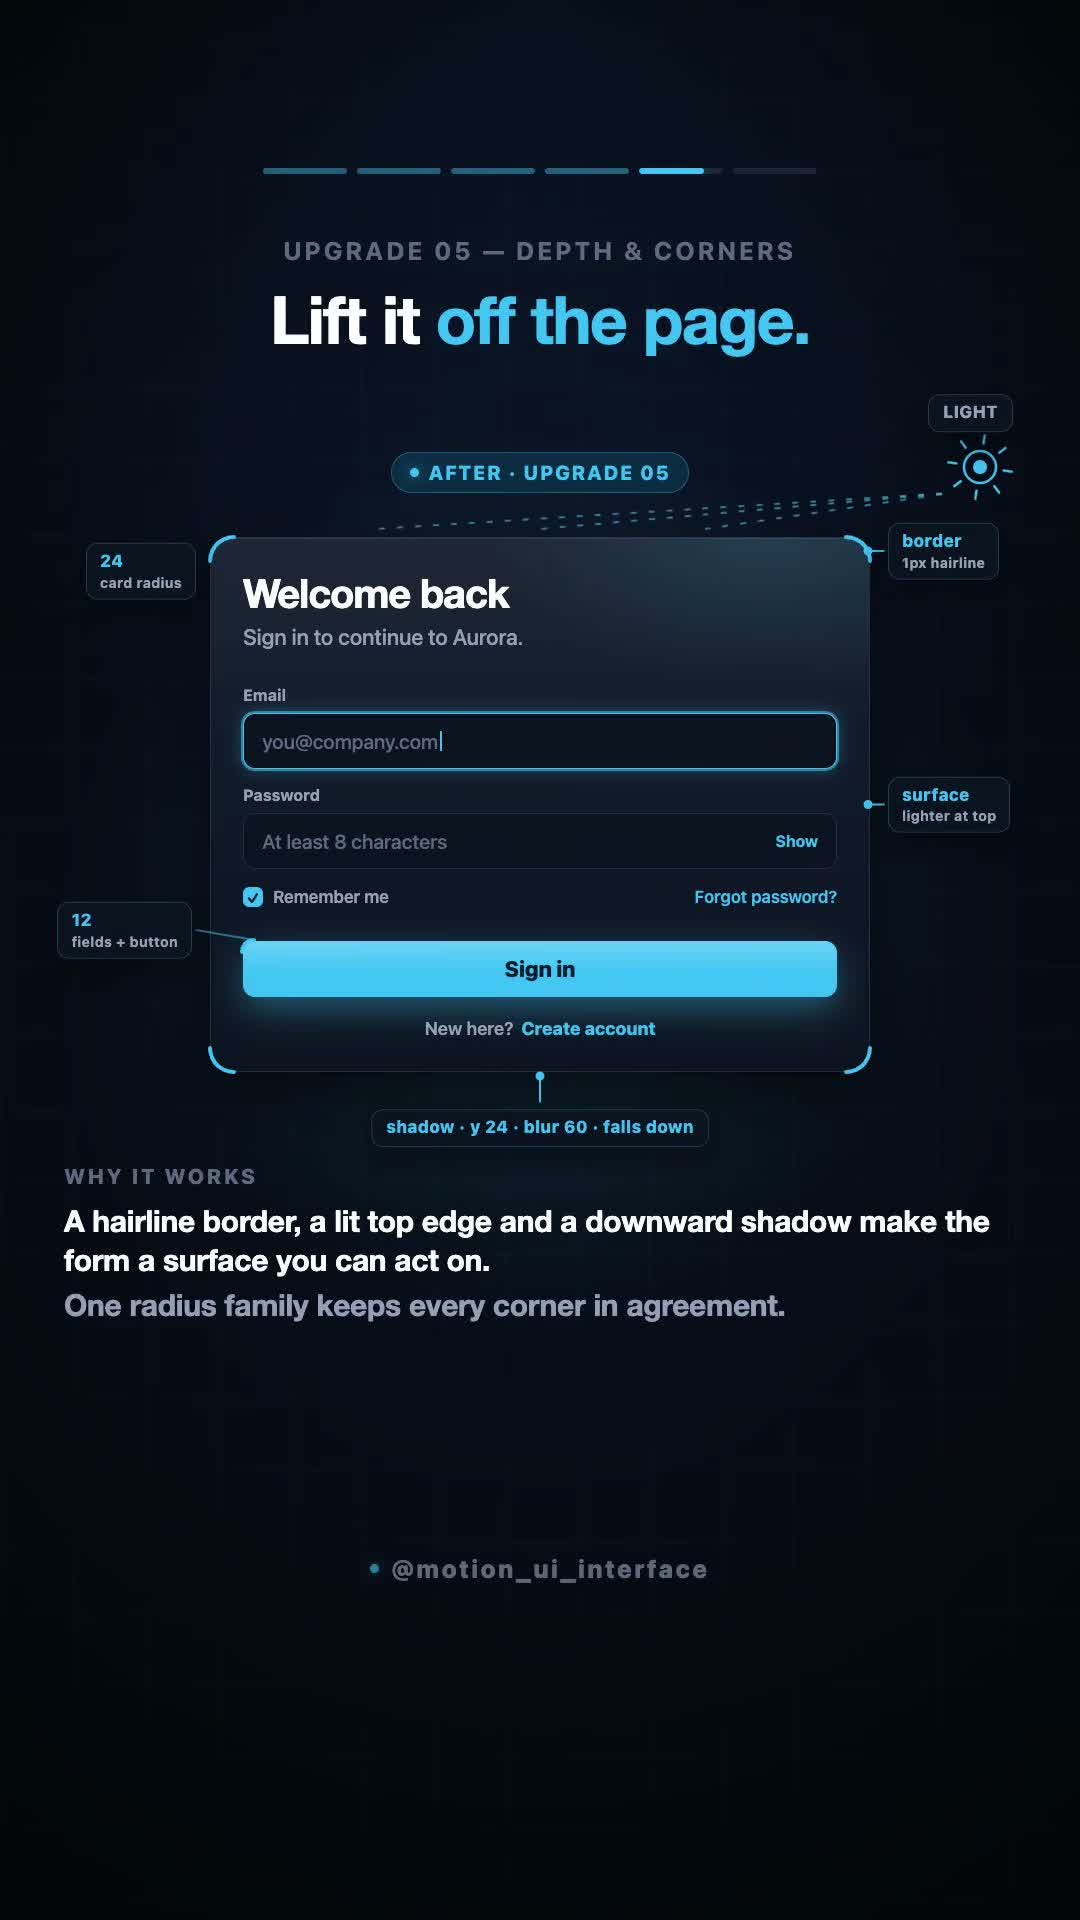 UPGRADE 05 — DEPTH & CORNERS
Lift it off the page.
LIGHT
AFTER · UPGRADE 05
24
card radius
border
1px hairline
Welcome back
Sign in to continue to Aurora.
Email
you@company.com
Password
At least 8 characters
Show
surface
lighter at top
Remember me
Forgot password?
12
fields + button
Sign in
New here? Create account
shadow · y 24 · blur 60 · falls down
WHY IT WORKS
A hairline border, a lit top edge and a downward shadow make the
form a surface you can act on.
One radius family keeps every corner in agreement.
@motion_ui_interface